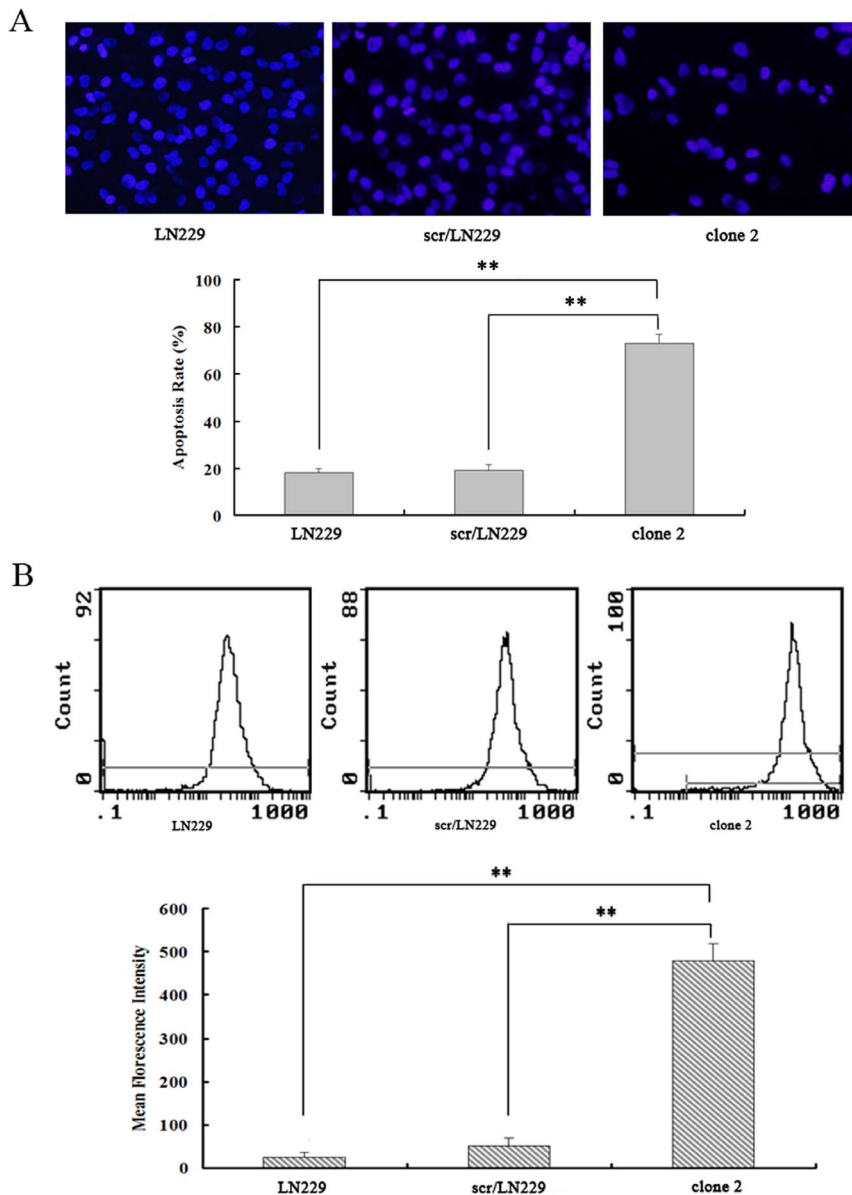 A
LN229
scr/LN229
clone 2
**
**
Apoptosis Rate (%)
100
80
60
40
20
0
LN229
scr/LN229
clone 2
B
92
Count
0
.1
1000
LN229
88
Count
0
.1
1000
scr/LN229
100
Count
0
.1
1000
clone 2
**
**
Mean Florescence Intensity
600
500
400
300
200
100
0
LN229
scr/LN229
clone 2